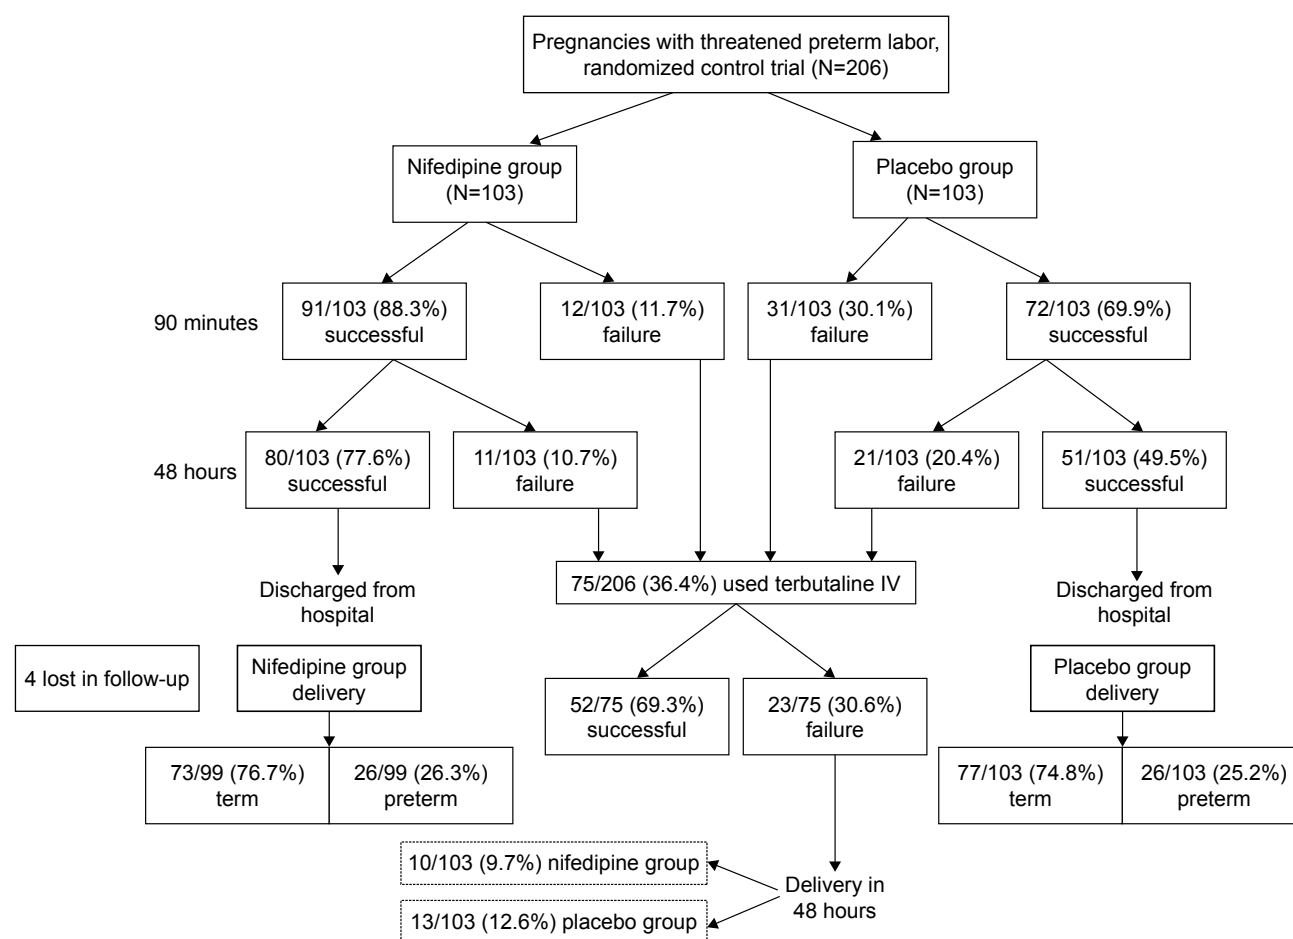 Pregnancies with threatened preterm labor,
randomized control trial (N=206)
Nifedipine group
(N=103)
Placebo group
(N=103)
90 minutes
91/103 (88.3%)
successful
12/103 (11.7%)
failure
31/103 (30.1%)
failure
72/103 (69.9%)
successful
48 hours
80/103 (77.6%)
successful
11/103 (10.7%)
failure
21/103 (20.4%)
failure
51/103 (49.5%)
successful
75/206 (36.4%) used terbutaline IV
Discharged from
hospital
Discharged from
hospital
4 lost in follow-up
Nifedipine group
delivery
52/75 (69.3%)
successful
23/75 (30.6%)
failure
Placebo group
delivery
73/99 (76.7%)
term
26/99 (26.3%)
preterm
77/103 (74.8%)
term
26/103 (25.2%)
preterm
10/103 (9.7%) nifedipine group
13/103 (12.6%) placebo group
Delivery in
48 hours